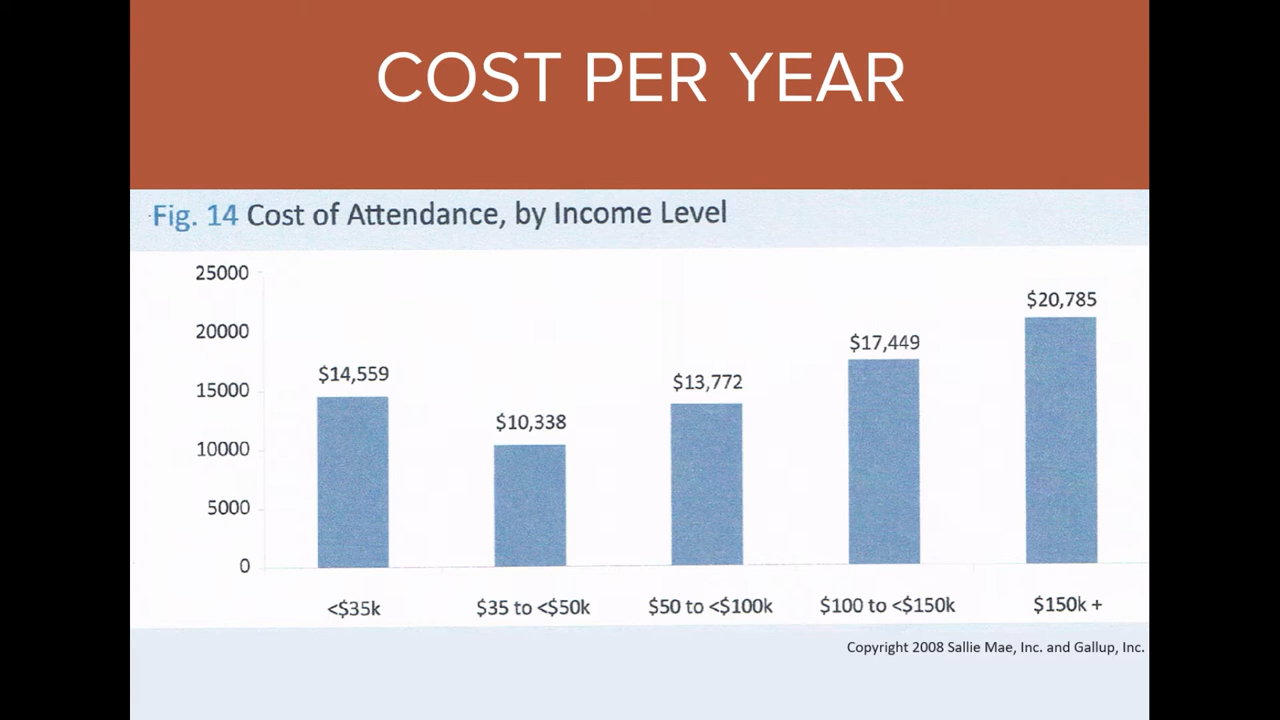 COST PER YEAR
Fig. 14 Cost of Attendance, by Income Level
25000
20000
15000
10000
5000
0
$14,559
$10,338
$13,772
$17,449
$20,785
<$35k
$35 to <$50k
$50 to <$100k
$100 to <$150k
$150k +
Copyright 2008 Sallie Mae, Inc. and Gallup, Inc.